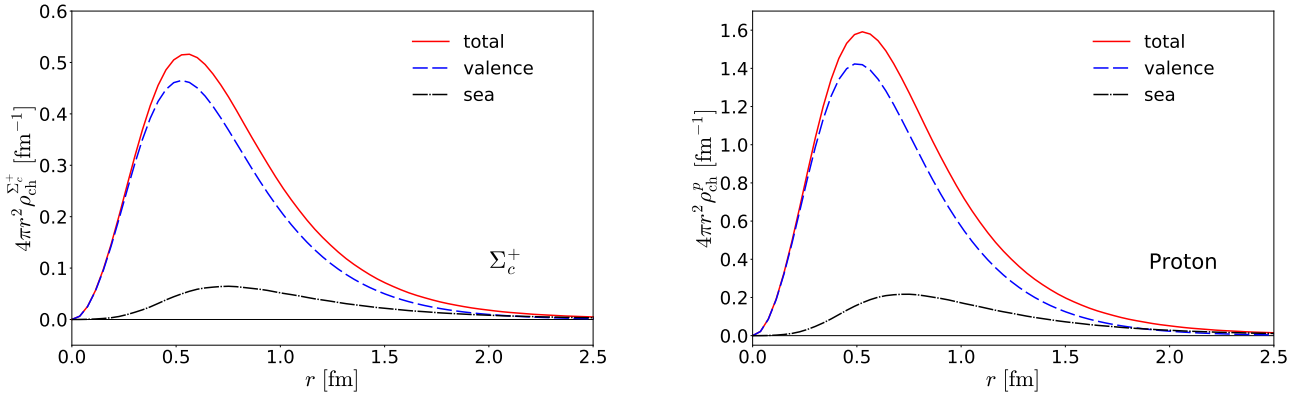 0.6
0.5
0.4
0.3
0.2
0.1
0.0
0.0 0.5 1.0 1.5 2.0 2.5
4πr²ρ_ch^{Σ_c^+} [fm⁻¹]
r [fm]
total
valence
sea
Σ_c^+
1.6
1.4
1.2
1.0
0.8
0.6
0.4
0.2
0.0
0.0 0.5 1.0 1.5 2.0 2.5
4πr²ρ_ch^p [fm⁻¹]
r [fm]
total
valence
sea
Proton